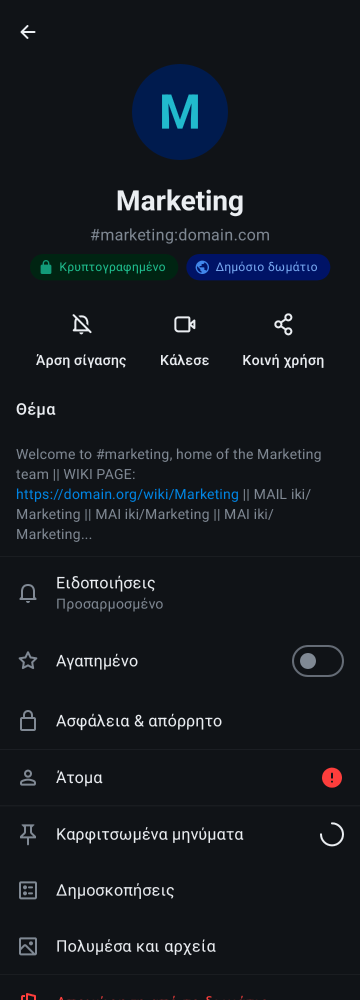 M
Marketing
#marketing:domain.com
Κρυπτογραφημένο
Δημόσιο δωμάτιο
Άρση σίγασης
Κάλεσε
Κοινή χρήση
Θέμα
Welcome to #marketing, home of the Marketing
team || WIKI PAGE:
https://domain.org/wiki/Marketing || MAIL iki/
Marketing || MAI iki/Marketing || MAI iki/
Marketing...
Ειδοποιήσεις
Προσαρμοσμένο
Αγαπημένο
Ασφάλεια & απόρρητο
Άτομα
Καρφιτσωμένα μηνύματα
Δημοσκοπήσεις
Πολυμέσα και αρχεία